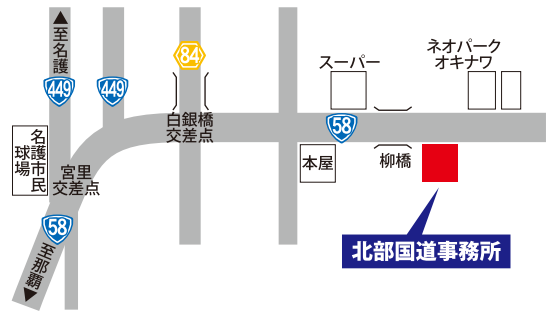 至名護
449
449
84
白銀橋
交差点
スーパー
ネオパーク
オキナワ
58
本屋
柳橋
名護市民
球場
宮里
交差点
58
至那覇
北部国道事務所